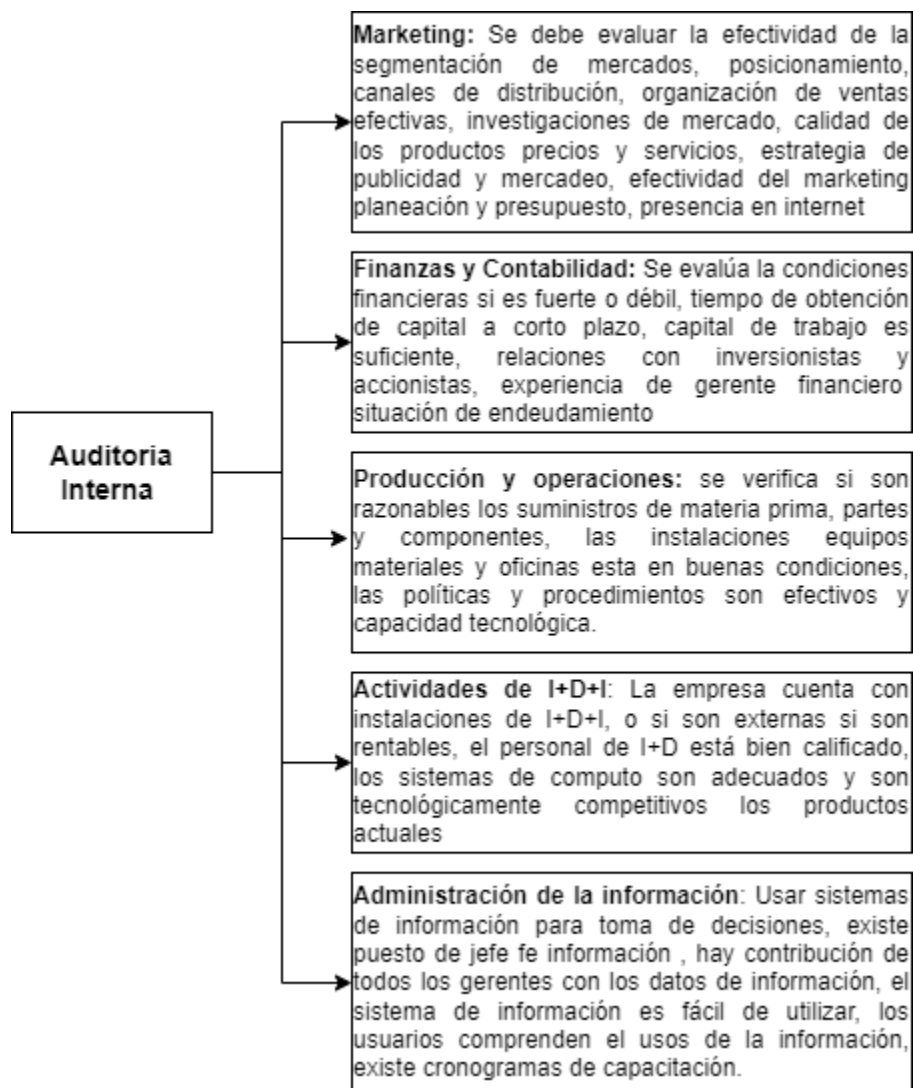 Marketing: Se debe evaluar la efectividad de la
segmentación de mercados, posicionamiento,
canales de distribución, organización de ventas
efectivas, investigaciones de mercado, calidad de
los productos precios y servicios, estrategia de
publicidad y mercadeo, efectividad del marketing
planeación y presupuesto, presencia en internet
Finanzas y Contabilidad: Se evalúa la condiciones
financieras si es fuerte o débil, tiempo de obtención
de capital a corto plazo, capital de trabajo es
suficiente, relaciones con inversionistas y
accionistas, experiencia de gerente financiero
situación de endeudamiento
Auditoria
Interna
Producción y operaciones: se verifica si son
razonables los suministros de materia prima, partes
y componentes, las instalaciones equipos
materiales y oficinas esta en buenas condiciones,
las políticas y procedimientos son efectivos y
capacidad tecnológica.
Actividades de I+D+I: La empresa cuenta con
instalaciones de I+D+I, o si son externas si son
rentables, el personal de I+D está bien calificado,
los sistemas de computo son adecuados y son
tecnológicamente competitivos los productos
actuales
Administración de la información: Usar sistemas
de información para toma de decisiones, existe
puesto de jefe fe información , hay contribución de
todos los gerentes con los datos de información, el
sistema de información es fácil de utilizar, los
usuarios comprenden el usos de la información,
existe cronogramas de capacitación.